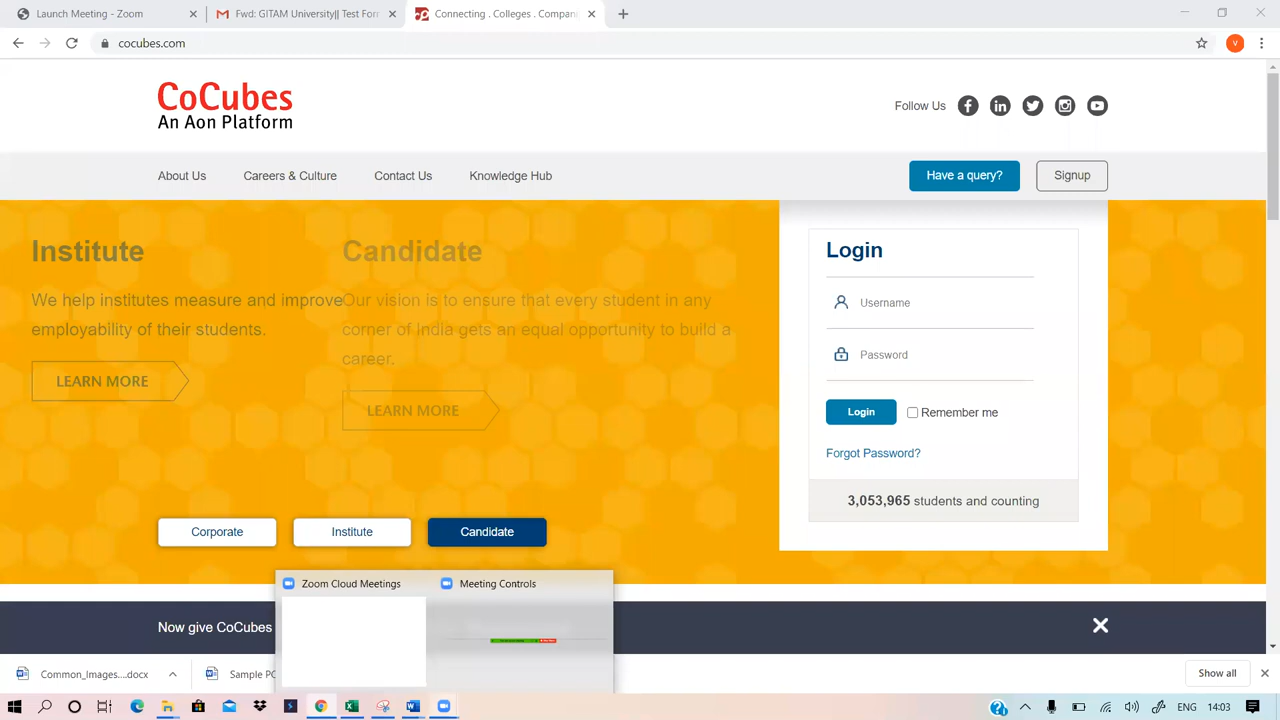 Launch Meeting - Zoom
Fwd: GITAM University|| Test For
Connecting . Colleges . Compan
cocubes.com
V
CoCubes
An Aon Platform
Follow Us
About Us
Careers & Culture
Contact Us
Knowledge Hub
Have a query?
Signup
Institute
We help institutes measure and improve
employability of their students.
LEARN MORE
Candidate
Our vision is to ensure that every student in any
corner of India gets an equal opportunity to build a
career.
LEARN MORE
Login
Username
Password
Login
Remember me
Forgot Password?
3,053,965 students and counting
Corporate
Institute
Candidate
Zoom Cloud Meetings
Meeting Controls
Now give CoCubes
Common_Images....docx
Sample PC
Show all
ENG
14:03